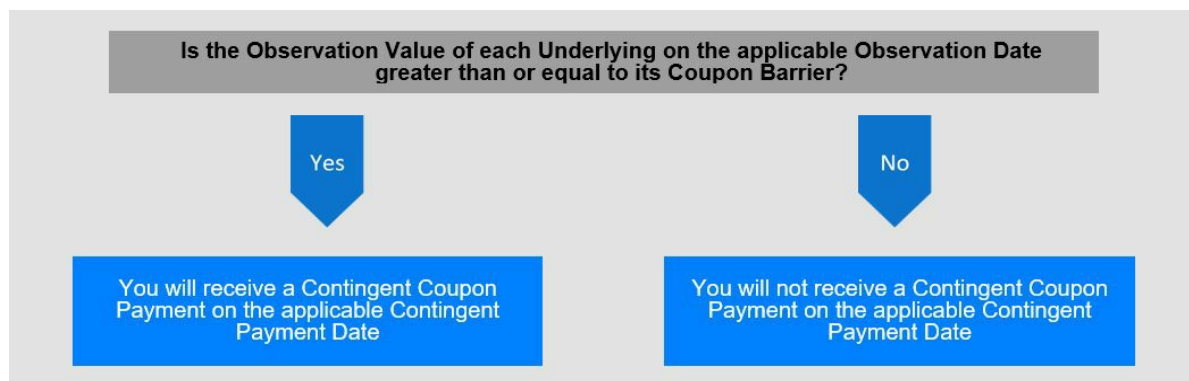 Is the Observation Value of each Underlying on the applicable Observation Date
greater than or equal to its Coupon Barrier?
Yes
No
You will receive a Contingent Coupon
Payment on the applicable Contingent
Payment Date
You will not receive a Contingent Coupon
Payment on the applicable Contingent
Payment Date